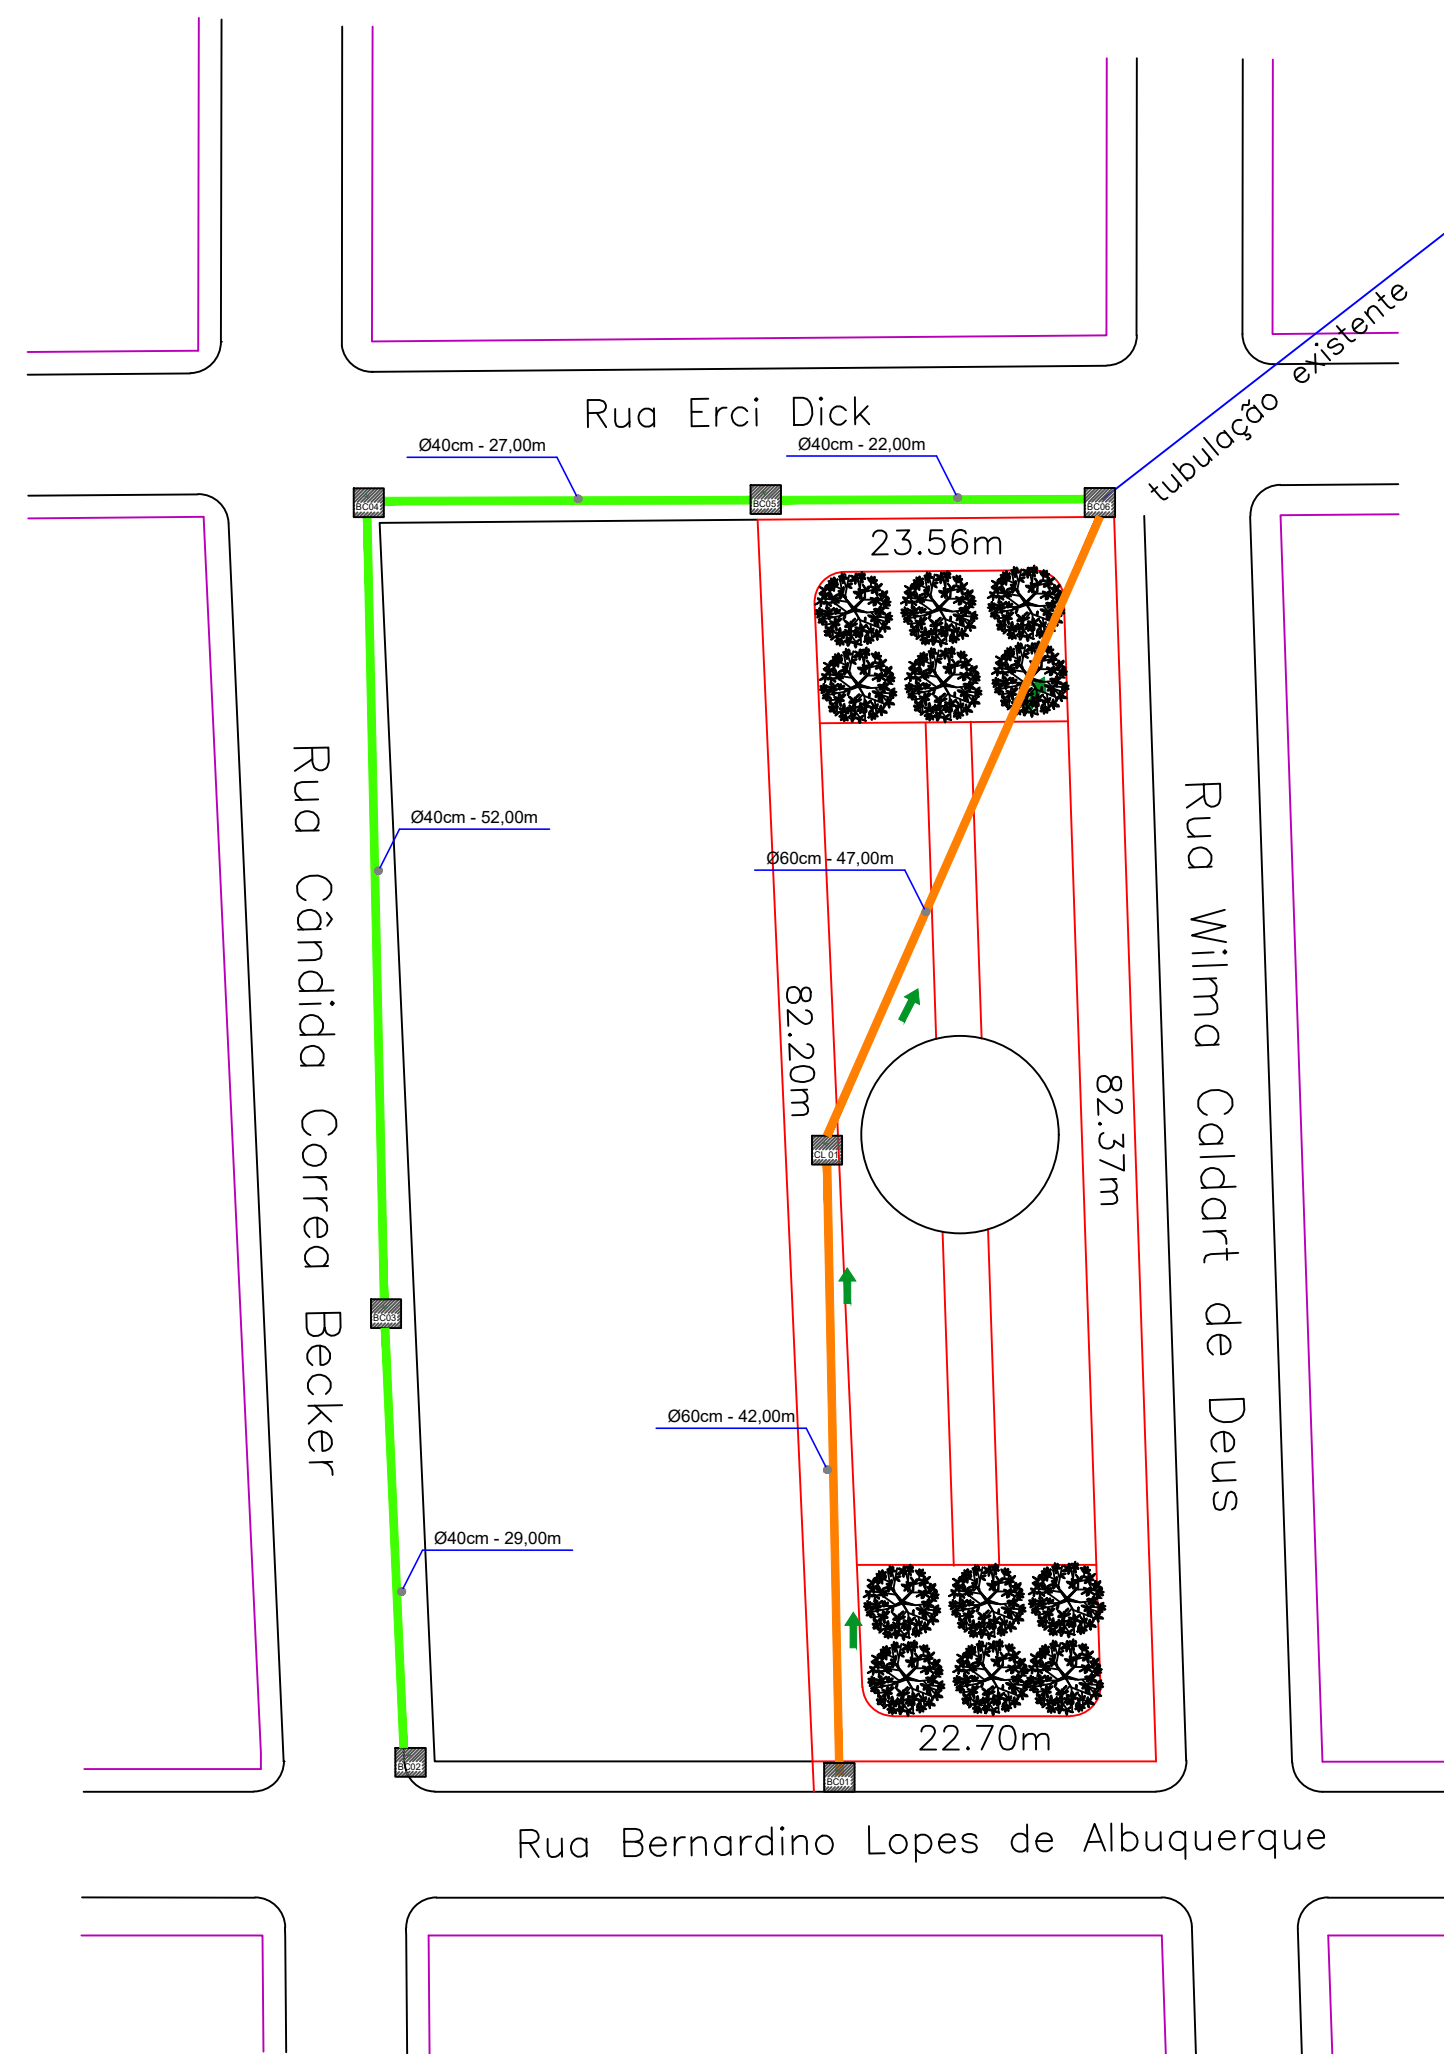 existente
tubulação
Rua Erci Dick
Ø40cm - 27,00m
Ø40cm - 22,00m
BC04
BC05
BC06
23.56m
Rua Cândida Correa Becker
Ø40cm - 52,00m
Rua Wilma Caldart de Deus
Ø60cm - 47,00m
82.20m
82.37m
CL 01
BC03
Ø60cm - 42,00m
Ø40cm - 29,00m
22.70m
BC02
BC01
Rua Bernardino Lopes de Albuquerque